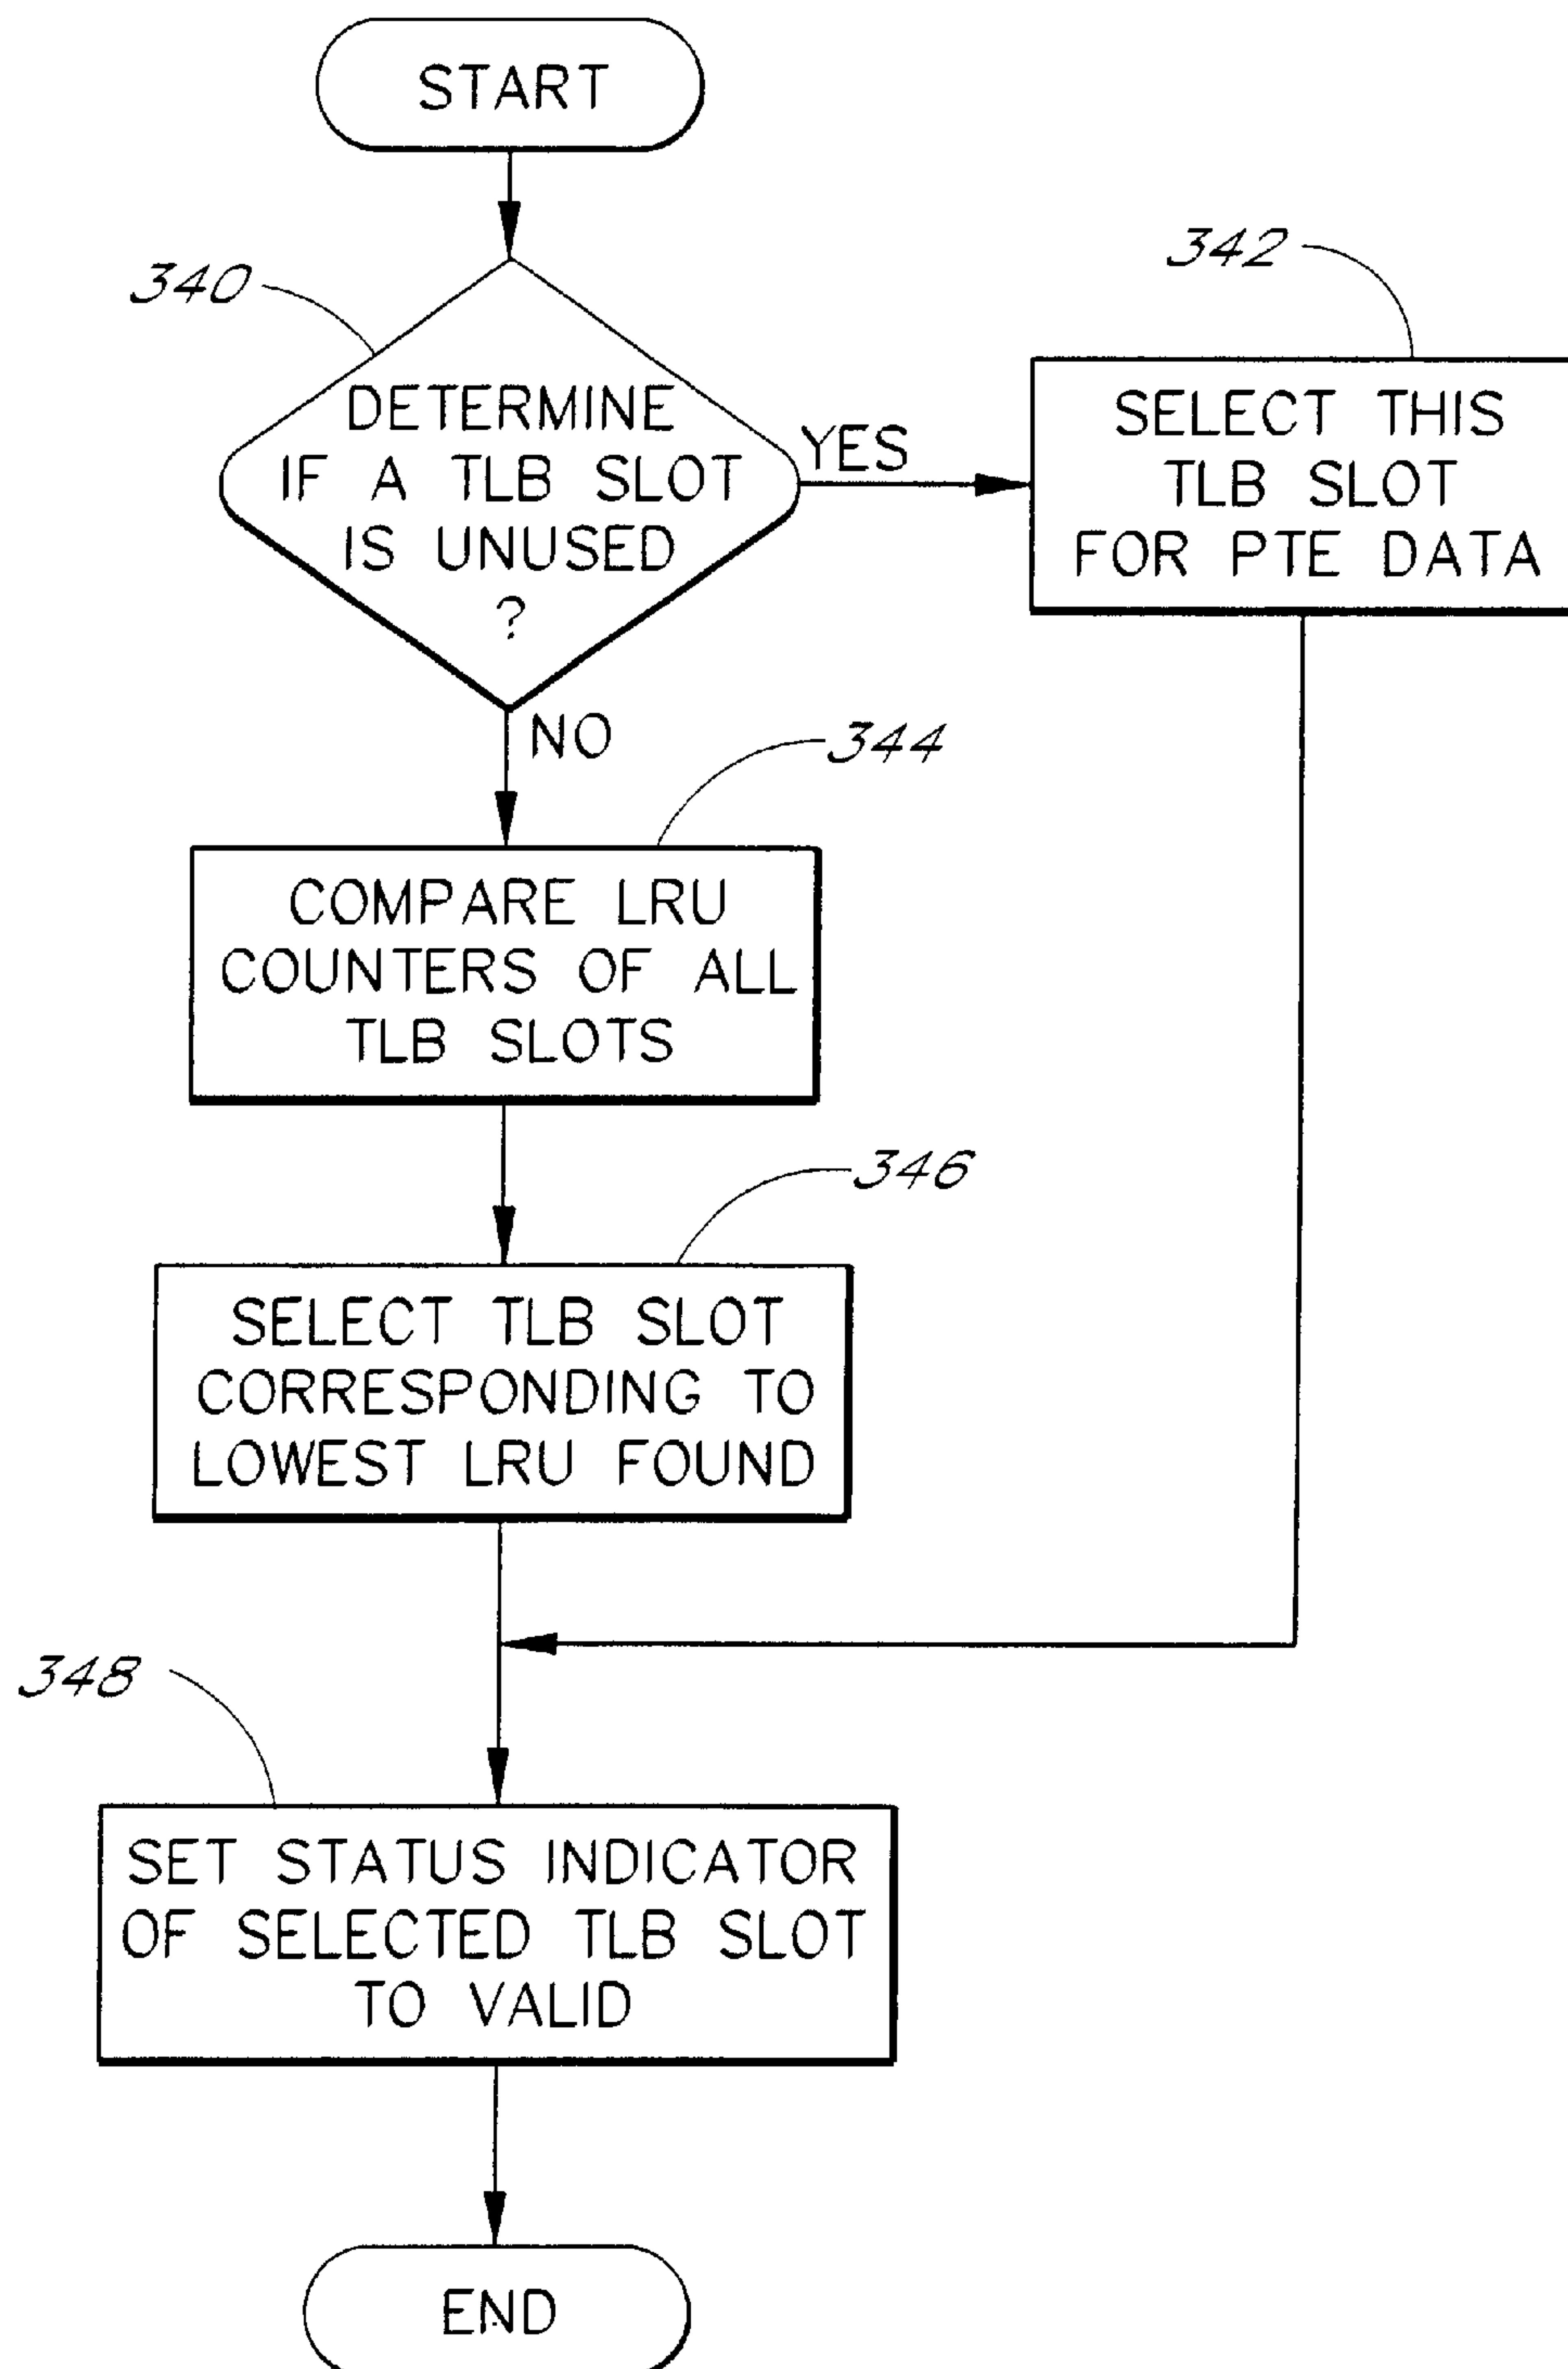 START
340
DETERMINE
IF A TLB SLOT
IS UNUSED
?
YES
342
SELECT THIS
TLB SLOT
FOR PTE DATA
NO
344
COMPARE LRU
COUNTERS OF ALL
TLB SLOTS
346
SELECT TLB SLOT
CORRESPONDING TO
LOWEST LRU FOUND
348
SET STATUS INDICATOR
OF SELECTED TLB SLOT
TO VALID
END